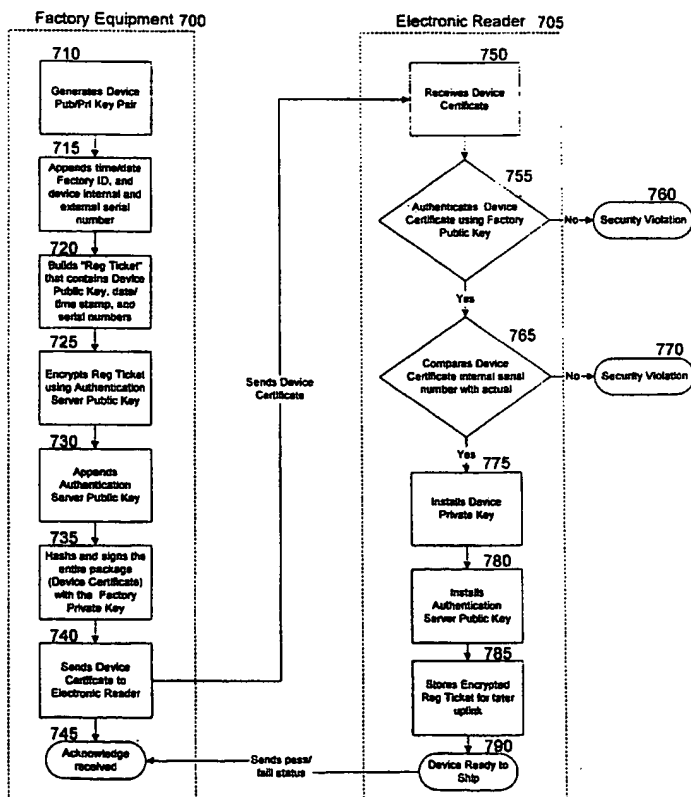 Factory Equipment 700
710
Generates Device
Pub/Pri Key Pair
715
Appends time/date
Factory ID, and
device internal and
external serial
number
720
Builds "Reg Ticket"
that contains Device
Public Key, date/
time stamp, and
serial numbers
725
Encrypts Reg Ticket
using Authentication
Server Public Key
730
Appends
Authentication
Server Public Key
735
Hashs and signs the
entire package
(Device Certificate)
with the Factory
Private Key
740
Sends Device
Certificate to
Electronic Reader
745
Acknowledge
received
Sends Device
Certificate
Sends pass/
fail status
Electronic Reader 705
750
Receives Device
Certificate
755
Authenticates Device
Certificate using Factory
Public Key
No
760
Security Violation
Yes
765
Compares Device
Certificate internal serial
number with actual
No
770
Security Violation
Yes
775
Installs Device
Private Key
780
Installs
Authentication
Server Public Key
785
Stores Encrypted
Reg Ticket for later
uplink
790
Device Ready to
Ship